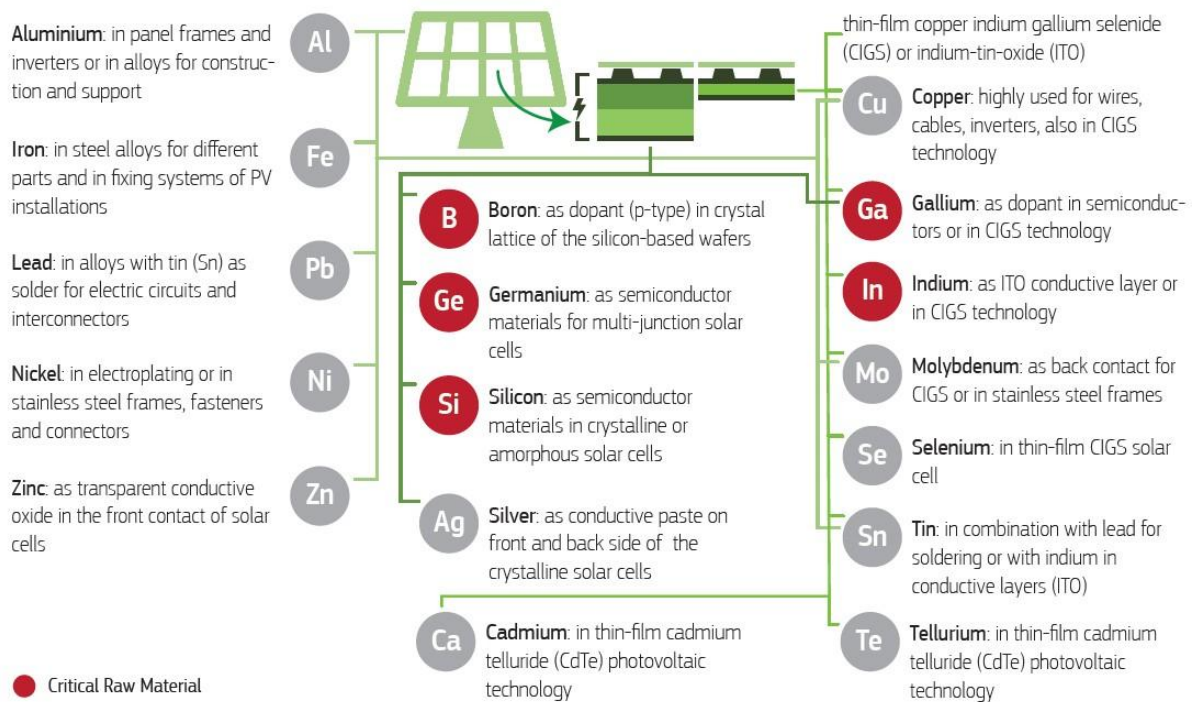 Al
Aluminium: in panel frames and
inverters or in alloys for construc-
tion and support
Fe
Iron: in steel alloys for different
parts and in fixing systems of PV
installations
Pb
Lead: in alloys with tin (Sn) as
solder for electric circuits and
interconnectors
Ni
Nickel: in electroplating or in
stainless steel frames, fasteners
and connectors
Zn
Zinc: as transparent conductive
oxide in the front contact of solar
cells
B
Boron: as dopant (p-type) in crystal
lattice of the silicon-based wafers
Ge
Germanium: as semiconductor
materials for multi-junction solar
cells
Si
Silicon: as semiconductor
materials in crystalline or
amorphous solar cells
Ag
Silver: as conductive paste on
front and back side of the
crystalline solar cells
Ca
Cadmium: in thin-film cadmium
telluride (CdTe) photovoltaic
technology
thin-film copper indium gallium selenide
(CIGS) or indium-tin-oxide (ITO)
Cu
Copper: highly used for wires,
cables, inverters, also in CIGS
technology
Ga
Gallium: as dopant in semiconduc-
tors or in CIGS technology
In
Indium: as ITO conductive layer or
in CIGS technology
Mo
Molybdenum: as back contact for
CIGS or in stainless steel frames
Se
Selenium: in thin-film CIGS solar
cell
Sn
Tin: in combination with lead for
soldering or with indium in
conductive layers (ITO)
Te
Tellurium: in thin-film cadmium
telluride (CdTe) photovoltaic
technology
Critical Raw Material